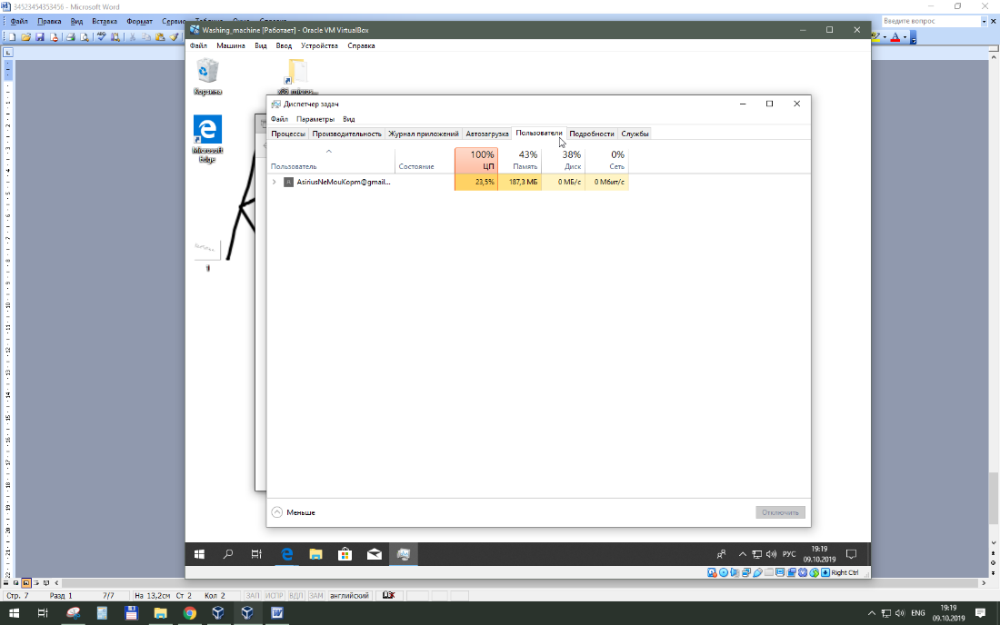 34523454353456 - Microsoft Word
Файл Правка Вид Вставка Формат Сервис Таблица Окно Справка
Введите вопрос
Washing_machine [Работает] - Oracle VM VirtualBox
Файл Машина Вид Ввод Устройства Справка
Корзина
x86_micros...
Microsoft
Edge
Диспетчер задач
Файл Параметры Вид
Процессы Производительность Журнал приложений Автозагрузка Пользователи Подробности Службы
100% 43% 38% 0%
Пользователь Состояние ЦП Память Диск Сеть
AsiriusNeMouKopm@gmail... 23,5% 187,3 МБ 0 МБ/с 0 Мбит/с
Меньше
Отключить
РУС
19:19
09.10.2019
Right Ctrl
Стр. 7 Разд 1 7/7 На 13,2см Ст 2 Кол 2 ЗАП ИСПР ВДЛ ЗАМ английский
ENG
19:19
09.10.2019